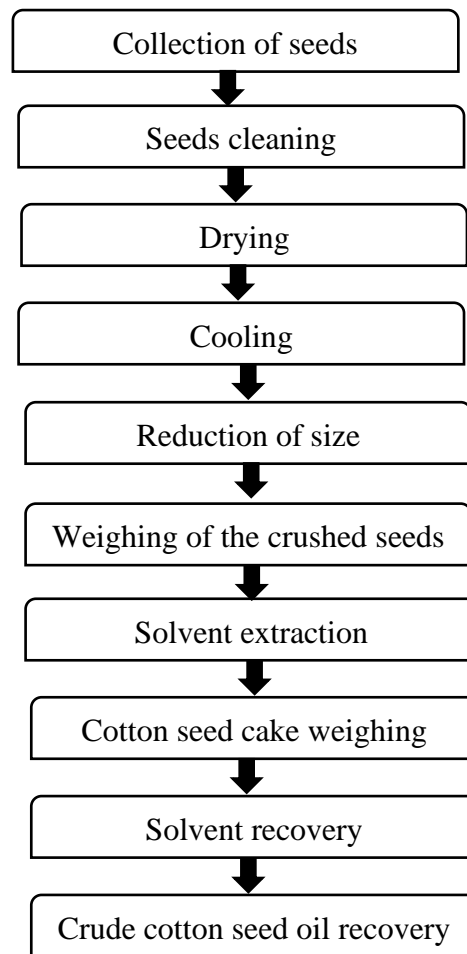 Collection of seeds
Seeds cleaning
Drying
Cooling
Reduction of size
Weighing of the crushed seeds
Solvent extraction
Cotton seed cake weighing
Solvent recovery
Crude cotton seed oil recovery